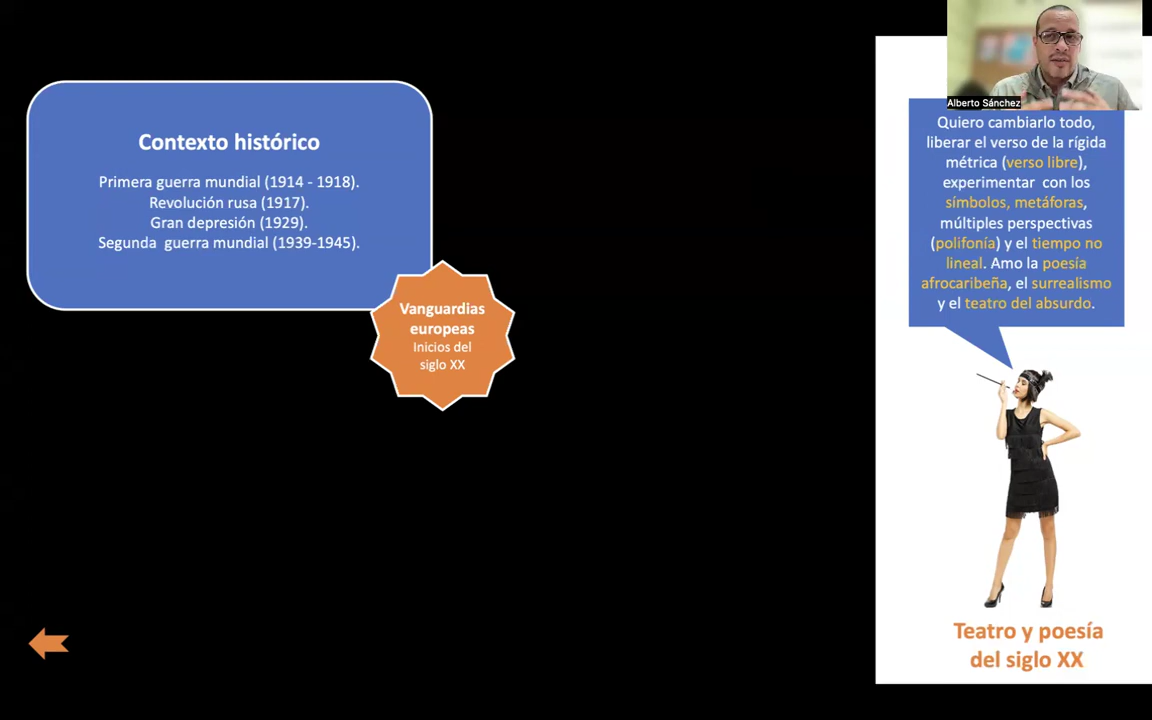 Contexto histórico
Primera guerra mundial (1914 - 1918).
Revolución rusa (1917).
Gran depresión (1929).
Segunda guerra mundial (1939-1945).
Vanguardias
europeas
Inicios del
siglo XX
Alberto Sánchez
Quiero cambiarlo todo,
liberar el verso de la rígida
métrica (verso libre),
experimentar con los
símbolos, metáforas,
múltiples perspectivas
(polifonía) y el tiempo no
lineal. Amo la poesía
afrocaribeña, el surrealismo
y el teatro del absurdo.
Teatro y poesía
del siglo XX